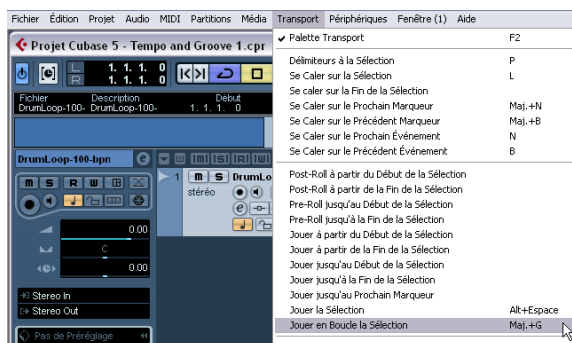 Fichier Édition Projet Audio MIDI Partitions Média Transport Périphériques Fenêtre (1) Aide
Projet Cubase 5 - Tempo and Groove 1.cpr
L
R
1. 1. 1. 0
1. 1. 1. 0
Fichier Description Début
DrumLoop-100- DrumLoop-100- 1. 1. 1. 0
DrumLoop-100-bpn e
m S R W
m S R W
1 m S DrumLo
stéréo
e
0.00
C
0.00
Stereo In
Stereo Out
Pas de Préréglage
Palette Transport F2
Délimiteurs à la Sélection P
Se Caler sur la Sélection L
Se caler sur la Fin de la Sélection
Se Caler sur le Prochain Marqueur Maj.+N
Se Caler sur le Précédent Marqueur Maj.+B
Se Caler sur le Prochain Événement N
Se Caler sur le Précédent Événement B
Post-Roll à partir du Début de la Sélection
Post-Roll à partir de la Fin de la Sélection
Pre-Roll jusqu'au Début de la Sélection
Pre-Roll jusqu'à la Fin de la Sélection
Jouer à partir du Début de la Sélection
Jouer à partir de la Fin de la Sélection
Jouer jusqu'au Début de la Sélection
Jouer jusqu'à la Fin de la Sélection
Jouer jusqu'au Prochain Marqueur
Jouer la Sélection Alt+Espace
Jouer en Boucle la Sélection Maj.+G